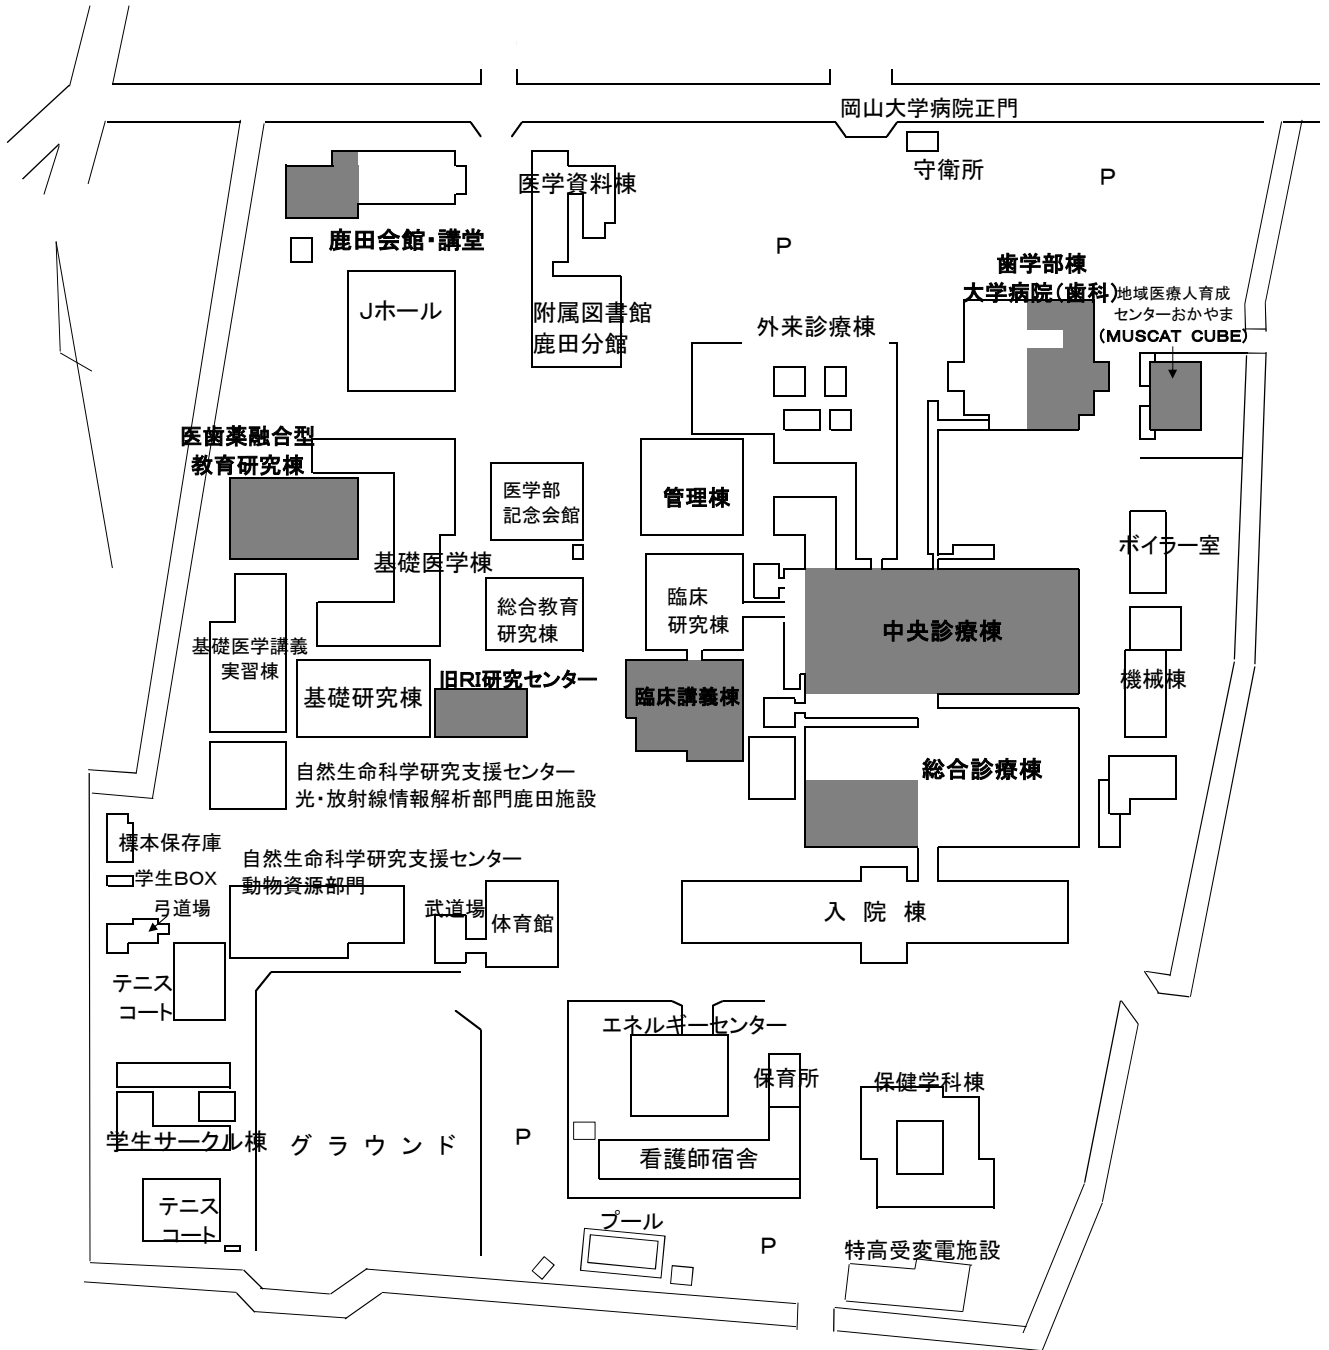 岡山大学病院正門
守衛所
P
医学資料棟
鹿田会館・講堂
P
歯学部棟
大学病院(歯科)
地域医療人育成
センターおかやま
(MUSCAT CUBE)
Jホール
附属図書館
鹿田分館
外来診療棟
医歯薬融合型
教育研究棟
管理棟
医学部
記念会館
基礎医学棟
ボイラー室
総合教育
研究棟
臨床
研究棟
中央診療棟
基礎医学講義
実習棟
基礎研究棟
旧RI研究センター
臨床講義棟
機械棟
自然生命科学研究支援センター
光・放射線情報解析部門鹿田施設
総合診療棟
標本保存庫
自然生命科学研究支援センター
動物資源部門
学生BOX
弓道場
武道場
体育館
入院棟
テニス
コート
エネルギーセンター
保育所
保健学科棟
学生サークル棟
グラウンド
P
看護師宿舎
テニス
コート
プール
P
特高受変電施設